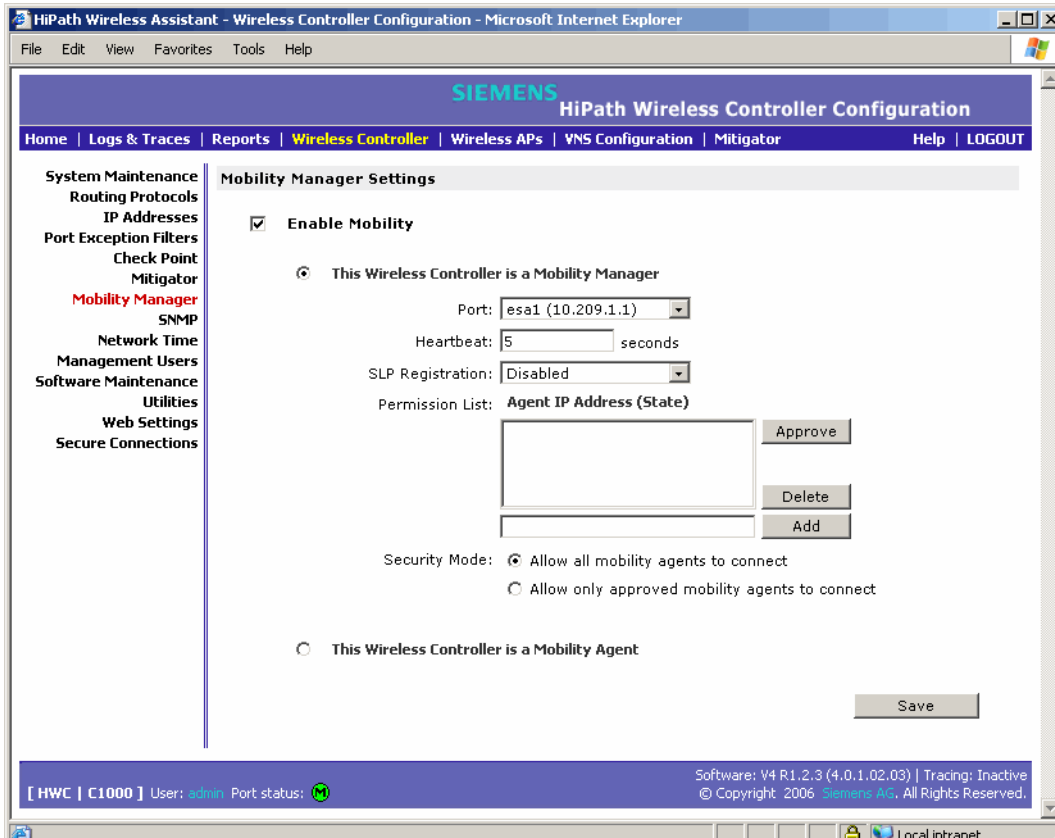 HiPath Wireless Assistant - Wireless Controller Configuration - Microsoft Internet Explorer
File Edit View Favorites Tools Help
SIEMENS
HiPath Wireless Controller Configuration
Home | Logs & Traces | Reports | Wireless Controller | Wireless APs | VNS Configuration | Mitigator Help | LOGOUT
System Maintenance
Routing Protocols
IP Addresses
Port Exception Filters
Check Point
Mitigator
Mobility Manager
SNMP
Network Time
Management Users
Software Maintenance
Utilities
Web Settings
Secure Connections
Mobility Manager Settings
Enable Mobility
This Wireless Controller is a Mobility Manager
Port: esa1 (10.209.1.1)
Heartbeat: 5 seconds
SLP Registration: Disabled
Permission List: Agent IP Address (State)
Approve
Delete
Add
Security Mode: Allow all mobility agents to connect
Allow only approved mobility agents to connect
This Wireless Controller is a Mobility Agent
Save
[ HWC | C1000 ] User: admin Port status: M
Software: V4 R1.2.3 (4.0.1.02.03) | Tracing: Inactive
© Copyright 2006 Siemens AG. All Rights Reserved.
Local intranet